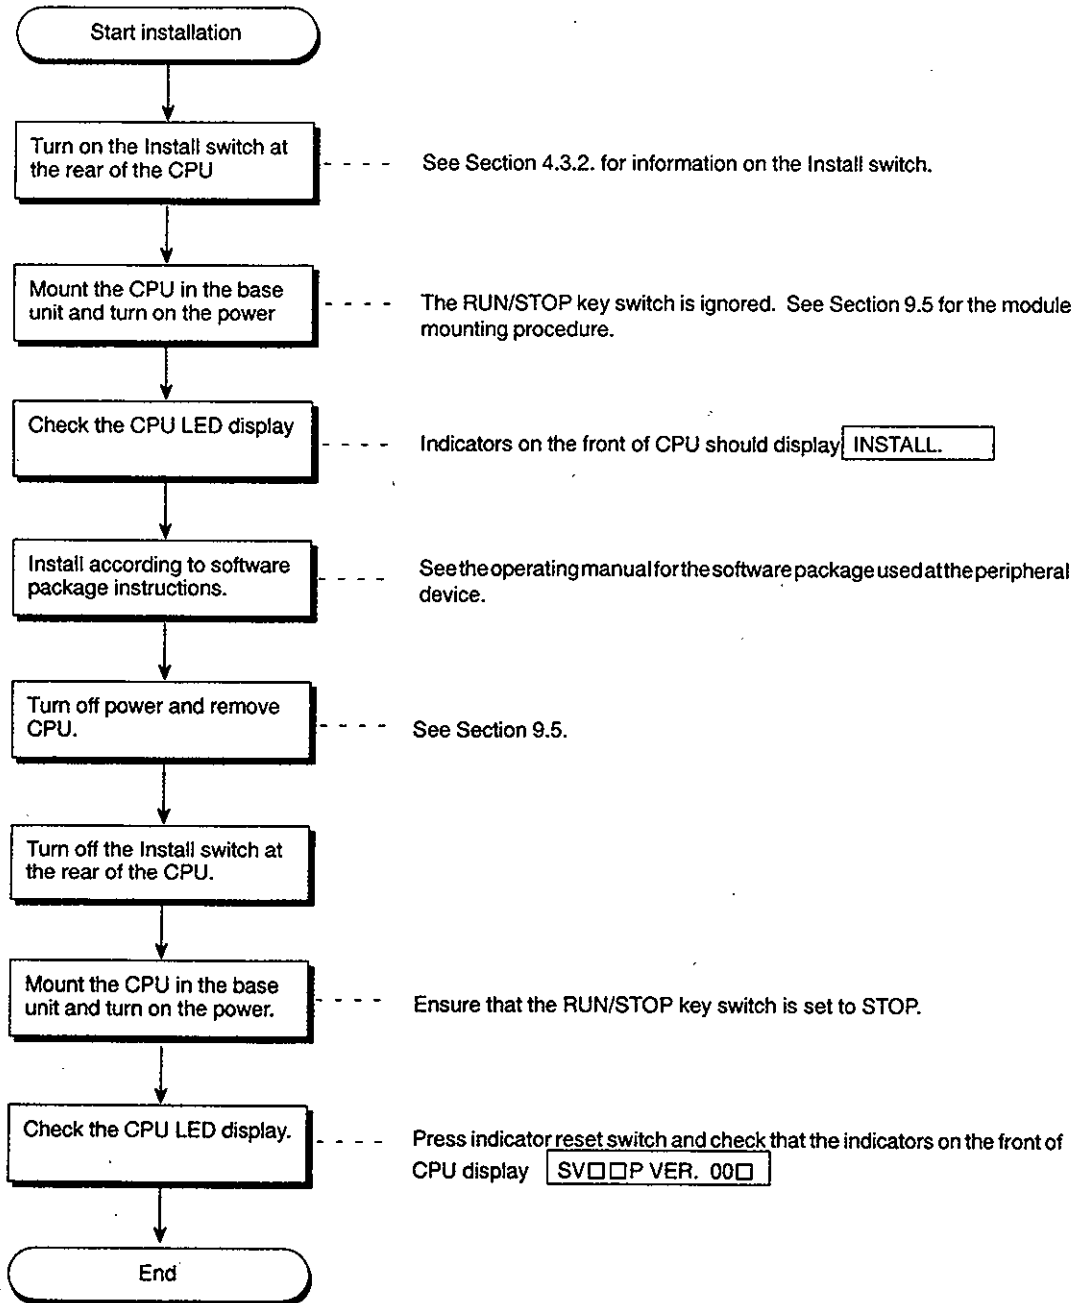 Start installation
Turn on the Install switch at
the rear of the CPU
See Section 4.3.2. for information on the Install switch.
Mount the CPU in the base
unit and turn on the power
The RUN/STOP key switch is ignored. See Section 9.5 for the module
mounting procedure.
Check the CPU LED display
Indicators on the front of CPU should display INSTALL.
Install according to software
package instructions.
See the operating manual for the software package used at the peripheral
device.
Turn off power and remove
CPU.
See Section 9.5.
Turn off the Install switch at
the rear of the CPU.
Mount the CPU in the base
unit and turn on the power.
Ensure that the RUN/STOP key switch is set to STOP.
Check the CPU LED display.
Press indicator reset switch and check that the indicators on the front of
CPU display SV□□P VER. 00□
End